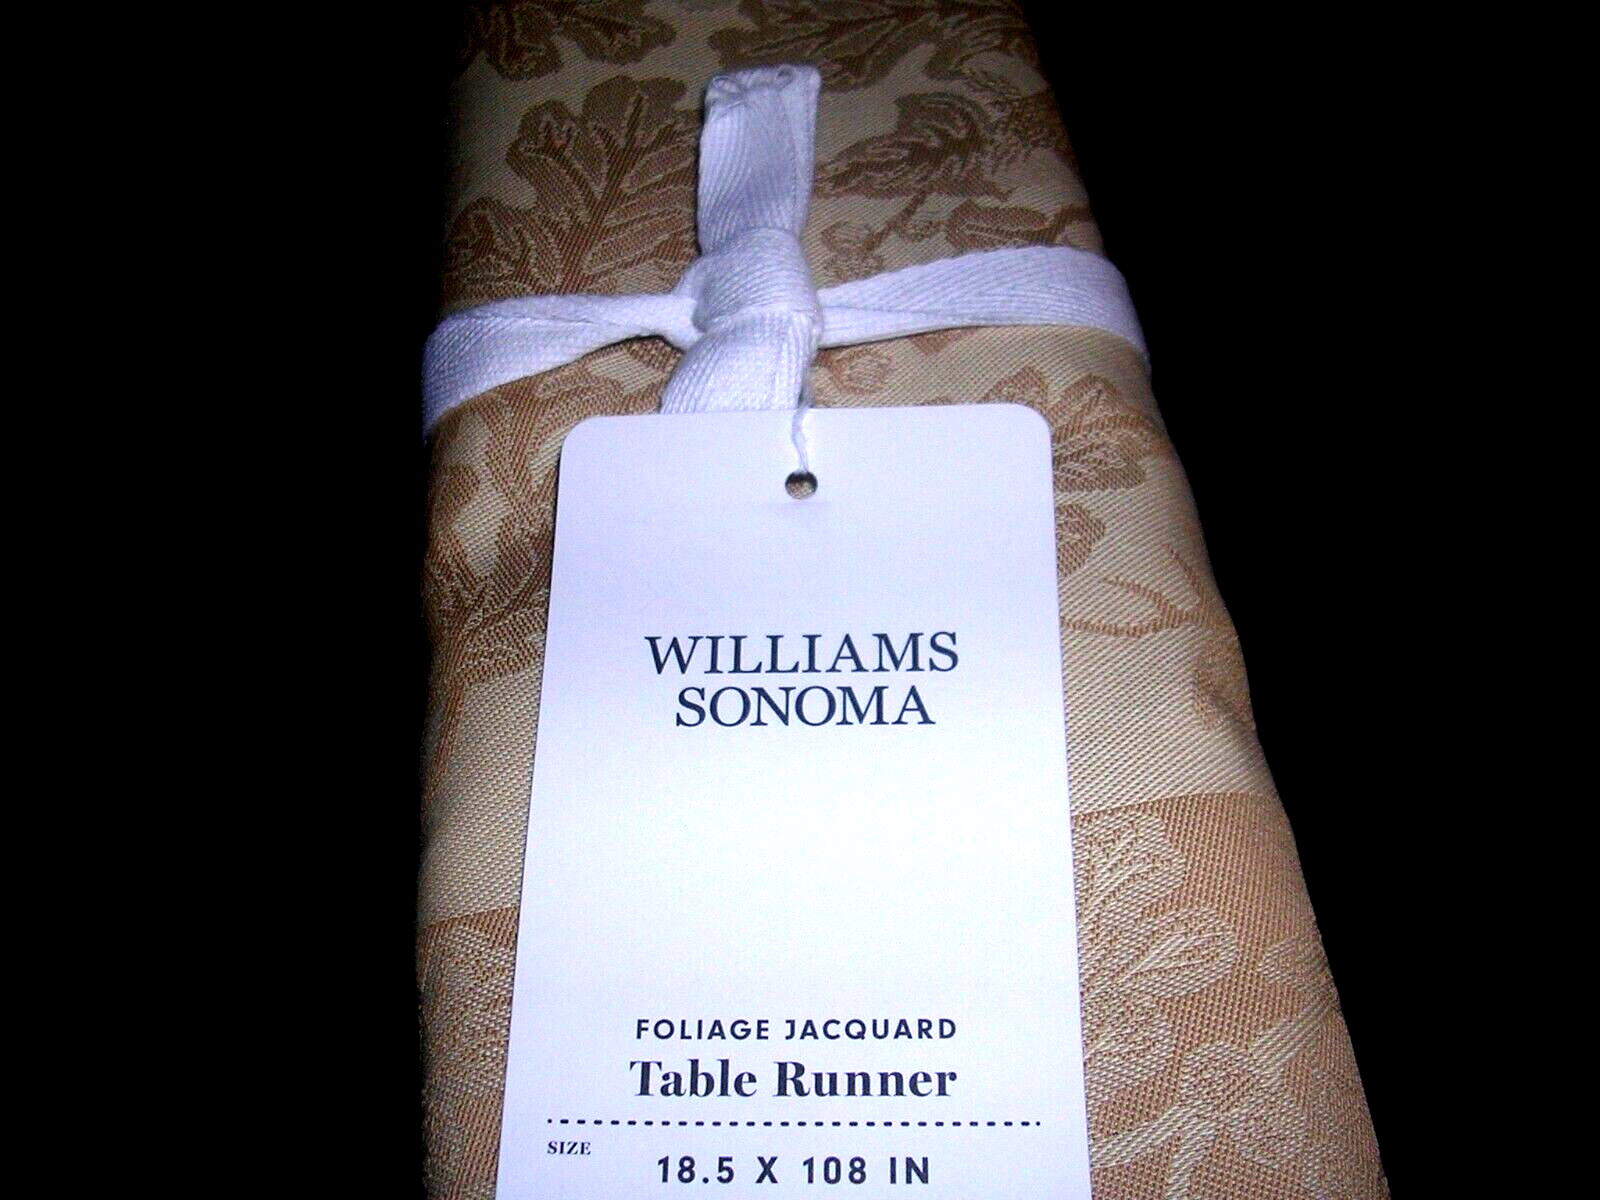 WILLIAMS
SONOMA
FOLIAGE JACQUARD
Table Runner
SIZE
18.5 X 108 IN